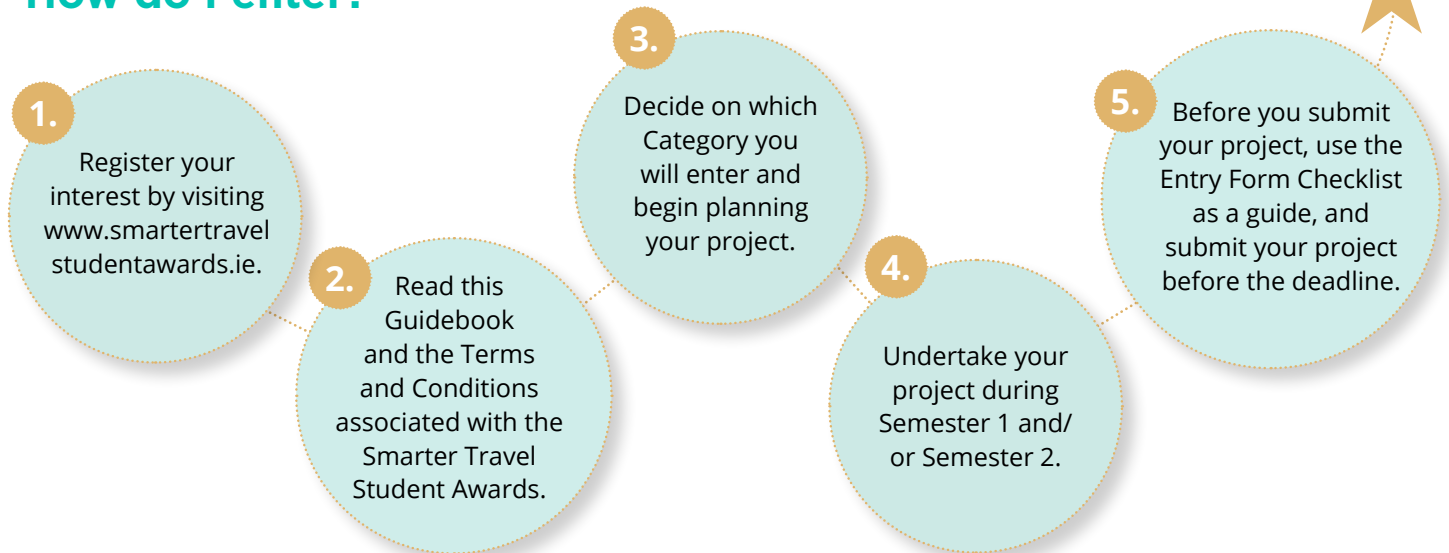 How do I enter?
1.
Register your
interest by visiting
www.smartertravel
studentawards.ie.
2.
Read this
Guidebook
and the Terms
and Conditions
associated with the
Smarter Travel
Student Awards.
3.
Decide on which
Category you
will enter and
begin planning
your project.
4.
Undertake your
project during
Semester 1 and/
or Semester 2.
5.
Before you submit
your project, use the
Entry Form Checklist
as a guide, and
submit your project
before the deadline.